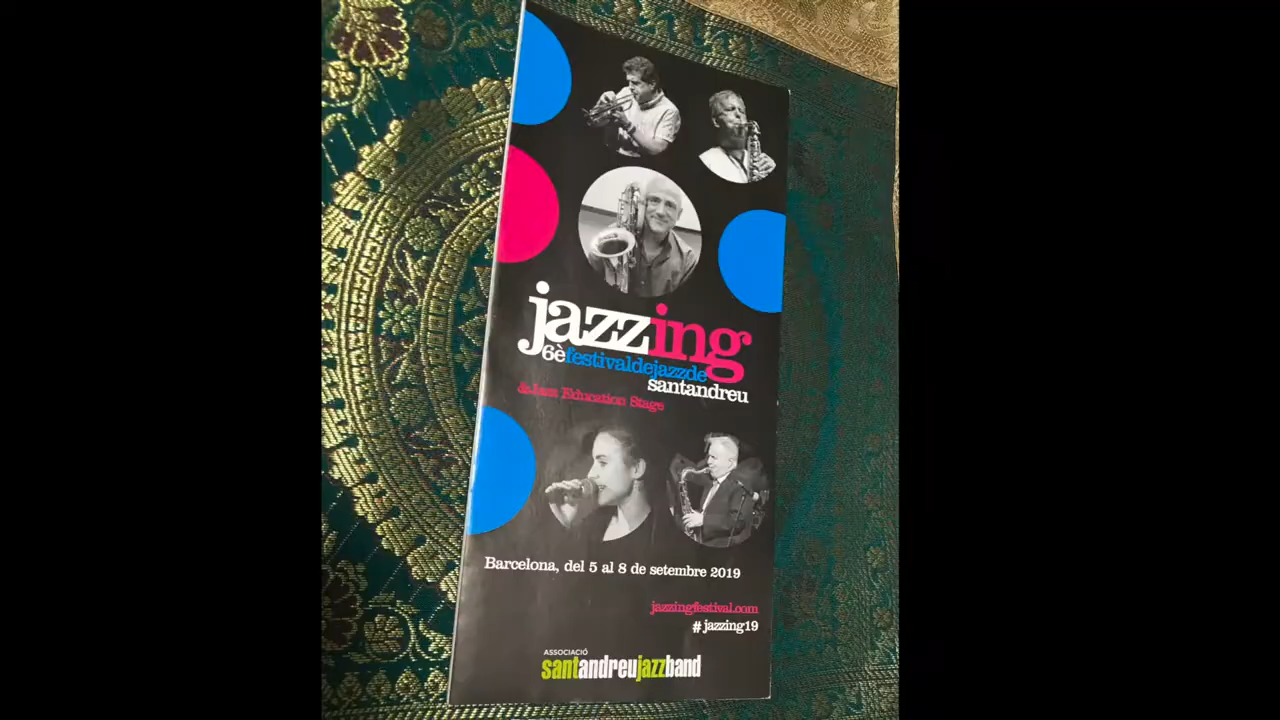 jazzing
6èfestivaldejazzde
santandreu
&Jazz Education Stage
Barcelona, del 5 al 8 de setembre 2019
jazzingfestival.com
#jazzing19
ASSOCIACIÓ
santandreujazzband